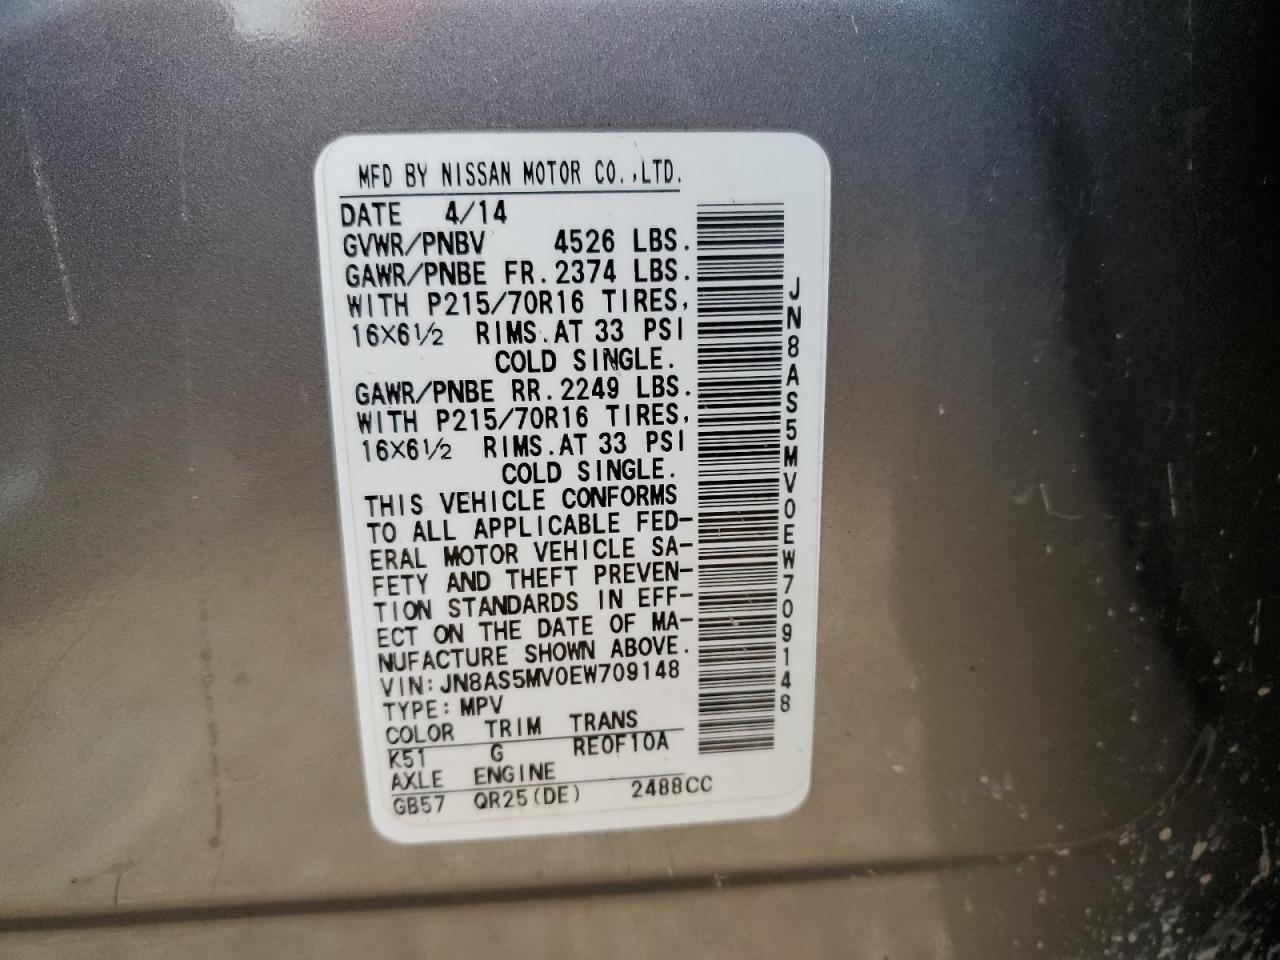 MFD BY NISSAN MOTOR CO.,LTD.
DATE 4/14
GVWR/PNBV 4526 LBS.
GAWR/PNBE FR.2374 LBS.
WITH P215/70R16 TIRES,
16X6½ RIMS.AT 33 PSI
COLD SINGLE.
GAWR/PNBE RR.2249 LBS.
WITH P215/70R16 TIRES,
16X6½ RIMS.AT 33 PSI
COLD SINGLE.
THIS VEHICLE CONFORMS
TO ALL APPLICABLE FED-
ERAL MOTOR VEHICLE SA-
FETY AND THEFT PREVEN-
TION STANDARDS IN EFF-
ECT ON THE DATE OF MA-
NUFACTURE SHOWN ABOVE.
VIN:JN8AS5MV0EW709148
TYPE:MPV
COLOR TRIM TRANS
K51 G RE0F10A
AXLE ENGINE
GB57 QR25(DE) 2488CC
JN8AS5MV0EW709148